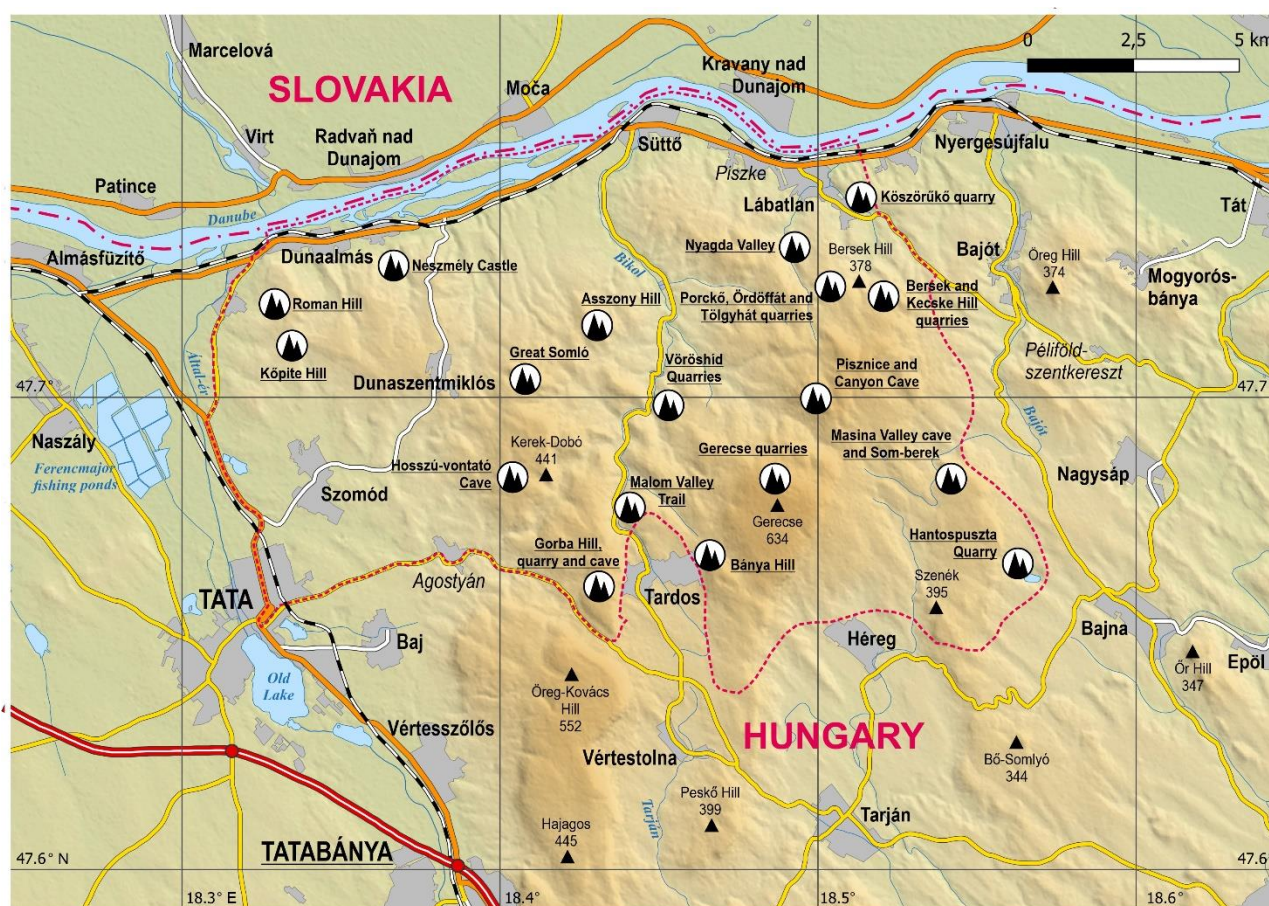 Marcelová
SLOVAKIA
Moča
Kravany nad
Dunajom
0
2,5
5 km
Virt
Radvaň nad
Dunajom
Süttő
Nyergesújfalu
Patince
Piszke
Danube
Lábatlan
Köszörűkő quarry
Tát
Almásfüzitő
Dunaalmás
Neszmély Castle
Nyagda Valley
Bersek Hill
378
Bajót
Öreg Hill
374
Mogyorós-
bánya
Bikol
Roman Hill
Asszony Hill
Porckő, Ördöffát and
Tölgyhát quarries
Bersek and
Kecske Hill
quarries
Által-ér
Kőpite Hill
Great Somló
Vöröshid
Quarries
Péliföld-
szentkereszt
Dunaszentmiklós
Pisznice and
Canyon Cave
47.7°
47.7°
Naszály
Ferencmajor
fishing ponds
Kerek-Dobó
441
Masina Valley cave
and Som-berek
Bajót
Hosszú-vontató
Cave
Gerecse quarries
Nagysáp
Szomód
Malom Valley
Trail
Gerecse
634
Gorba Hill,
quarry and cave
Hantospuszta
Quarry
Agostyán
Bánya Hill
Szenék
395
TATA
Tardos
Baj
Héreg
Bajna
Epöl
Őr Hill
347
Old
Lake
Öreg-Kovács
Hill
552
Vértesszőlős
HUNGARY
Vértestolna
Bő-Somlyó
344
Peskő Hill
399
Tarján
Tarján
Hajagos
445
TATABÁNYA
47.6° N
47.6°
18.3° E
18.4°
18.5°
18.6°